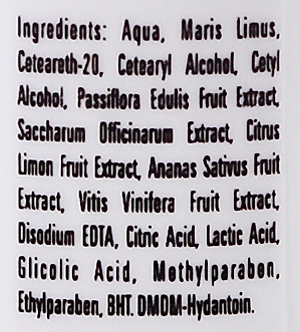 Ingredients: Aqua, Maris Limus,
Ceteareth-20, Cetearyl Alcohol, Cetyl
Alcohol, Passiflora Edulis Fruit Extract,
Saccharum Officinarum Extract, Citrus
Limon Fruit Extract, Ananas Sativus Fruit
Extract, Vitis Vinifera Fruit Extract,
Disodium EDTA, Citric Acid, Lactic Acid,
Glicolic Acid, Methylparaben,
Ethylparaben, BHT. DMDM-Hydantoin.